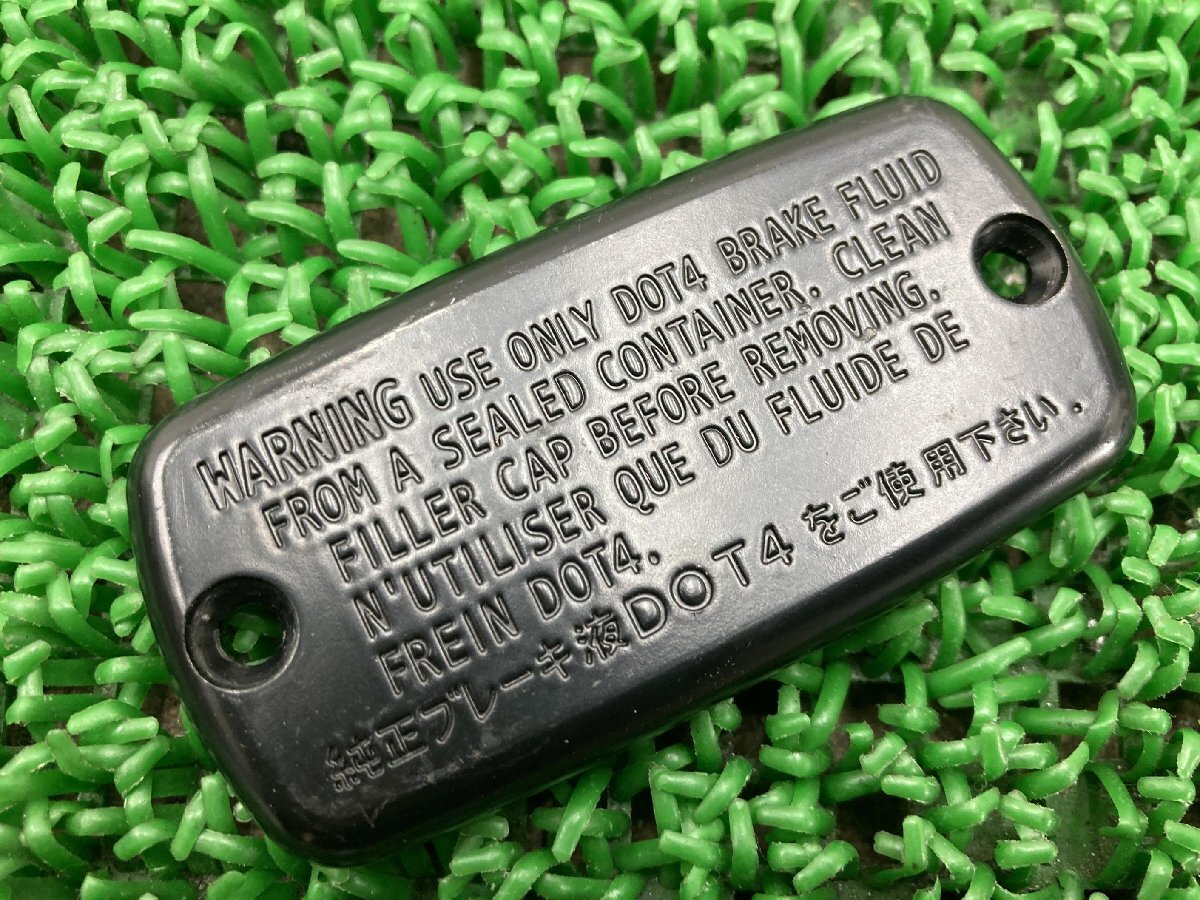 WARNING USE ONLY DOT4 BRAKE FLUID
FROM A SEALED CONTAINER. CLEAN
FILLER CAP BEFORE REMOVING.
N'UTILISER QUE DU FLUIDE DE
FREIN DOT4.
純正ブレーキ液DOT4をご使用下さい.